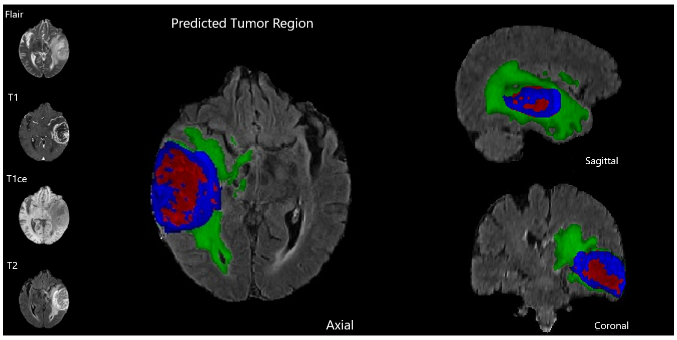 Flair
Predicted Tumor Region
T1
T1ce
Sagittal
T2
Axial
Coronal